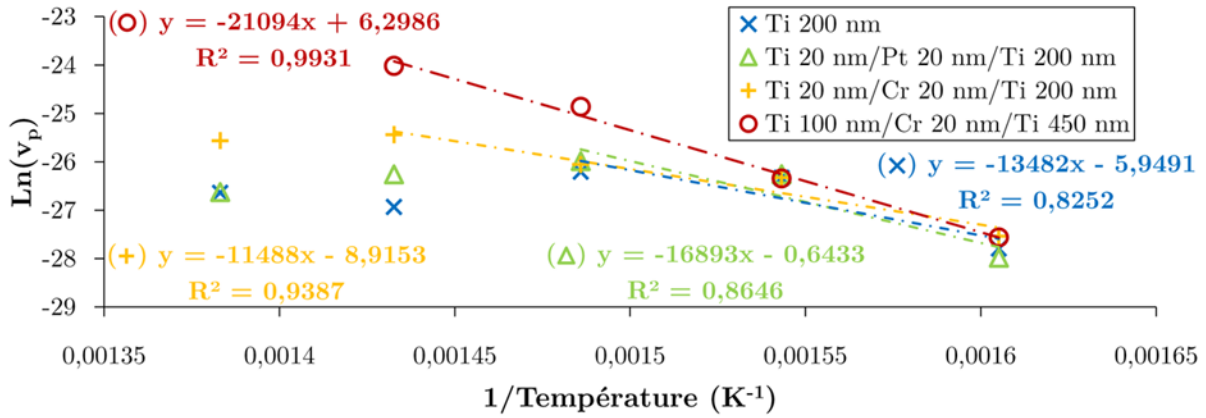 -23
-24
-25
-26
-27
-28
-29
Ln(vₚ)
(O) y = -21094x + 6,2986
R² = 0,9931
Ti 200 nm
Ti 20 nm/Pt 20 nm/Ti 200 nm
Ti 20 nm/Cr 20 nm/Ti 200 nm
Ti 100 nm/Cr 20 nm/Ti 450 nm
(×) y = -13482x - 5,9491
R² = 0,8252
(+) y = -11488x - 8,9153
R² = 0,9387
(Δ) y = -16893x - 0,6433
R² = 0,8646
0,00135 0,0014 0,00145 0,0015 0,00155 0,0016 0,00165
1/Température (K⁻¹)